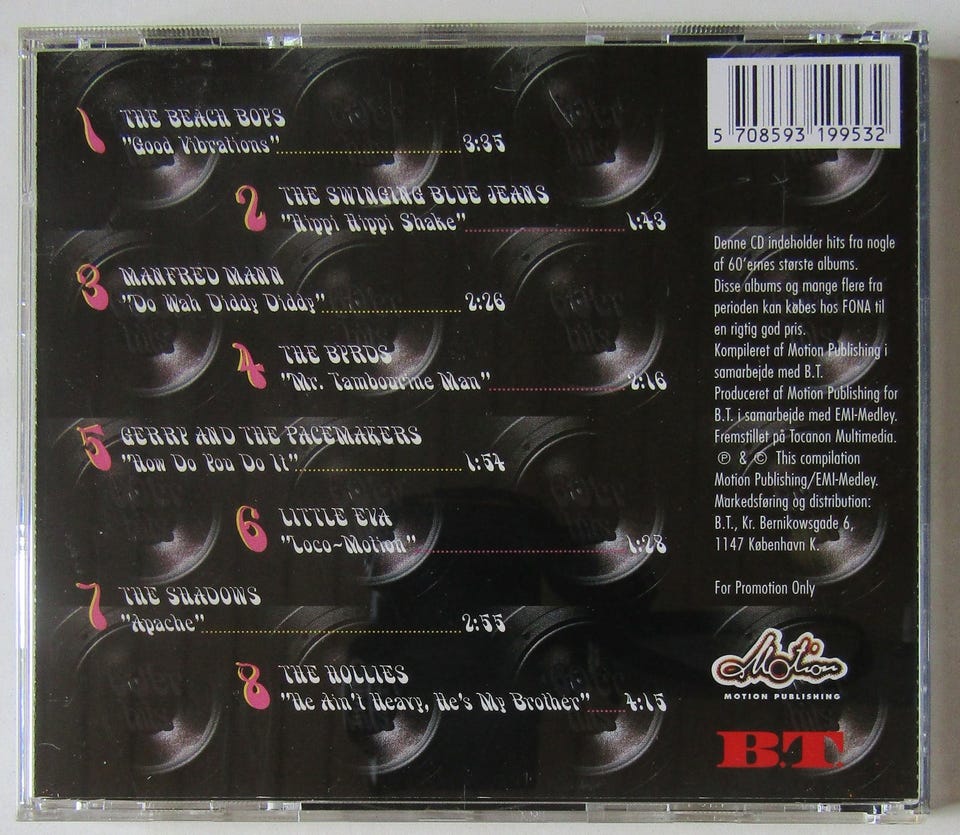 1 THE BEACH BOYS
"Good Vibrations" 3:35
2 THE SWINGING BLUE JEANS
"Hippi Hippi Shake" 1:43
3 MANFRED MANN
"Do Wah Diddy Diddy" 2:26
4 THE BYRDS
"Mr. Tambourine Man" 2:16
5 GERRY AND THE PACEMAKERS
"How Do You Do It" 1:54
6 LITTLE EVA
"Loco-Motion" 1:28
7 THE SHADOWS
"Apache" 2:55
8 THE HOLLIES
"He Ain't Heavy, He's My Brother" 4:15
5 708593 199532
Denne CD indeholder hits fra nogle
af 60'ernes største albums.
Disse albums og mange flere fra
perioden kan købes hos FONA til
en rigtig god pris.
Kompileret af Motion Publishing i
samarbejde med B.T.
Produceret af Motion Publishing for
B.T. i samarbejde med EMI-Medley.
Fremstillet på Tocanon Multimedia.
℗ & © This compilation
Motion Publishing/EMI-Medley.
Markedsføring og distribution:
B.T., Kr. Bernikowsgade 6,
1147 København K.
For Promotion Only
Motion
MOTION PUBLISHING
B.T.